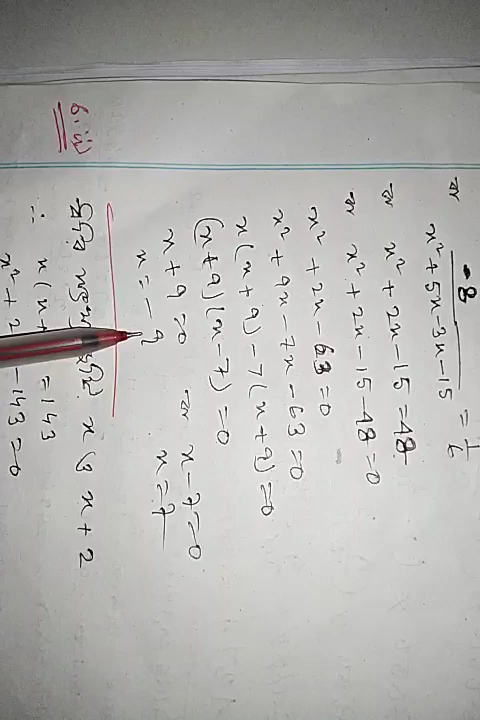 বা -8 / x² + 5x - 3x - 15 = 1/6
বা x² + 2x - 15 = 48
বা x² + 2x - 15 - 48 = 0
x² + 2x - 63 = 0
x² + 9x - 7x - 63 = 0
x(x + 9) - 7(x + 9) = 0
(x + 9)(x - 7) = 0
x + 9 = 0 বা x - 7 = 0
x = -9 x = 7
6.ii) x ও x + 2
∴ x(x+ = 143
x² + 2 - 143 = 0